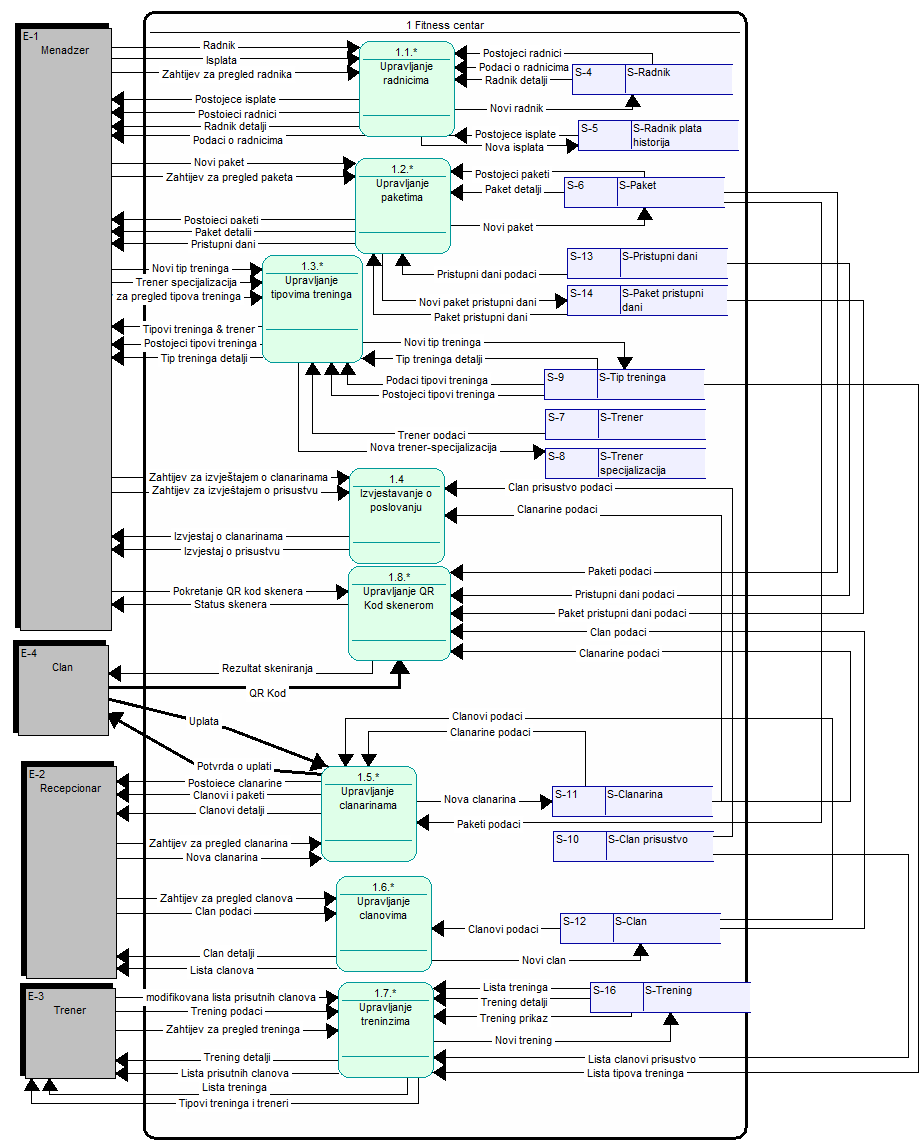 1 Fitness centar
E-1
Menadzer
Radnik
Isplata
Zahtijev za pregled radnika
Postojece isplate
Postojeci radnici
Radnik detalji
Podaci o radnicima
1.1.*
Upravljanje
radnicima
Postojeci radnici
Podaci o radnicima
Radnik detalji
Novi radnik
Postojece isplate
Nova isplata
S-4
S-Radnik
S-5
S-Radnik plata
historija
Novi paket
Zahtijev za pregled paketa
Postojeci paketi
Paket detalji
Pristupni dani
1.2.*
Upravljanje
paketima
Postojeci paketi
Paket detalji
Novi paket
S-6
S-Paket
Pristupni dani podaci
Novi paket pristupni dani
Paket pristupni dani
S-13
S-Pristupni dani
S-14
S-Paket pristupni
dani
Novi tip treninga
Trener specijalizacija
za pregled tipova treninga
Tipovi treninga & trener
Postojeci tipovi treninga
Tip treninga detalji
1.3.*
Upravljanje
tipovima treninga
Novi tip treninga
Tip treninga detalji
Podaci tipovi treninga
Postojeci tipovi treninga
Trener podaci
Nova trener-specijalizacija
S-9
S-Tip treninga
S-7
S-Trener
S-8
S-Trener
specijalizacija
Zahtijev za izvještajem o clanarinama
Zahtijev za izvještajem o prisustvu
Izvjestaj o clanarinama
Izvjestaj o prisustvu
1.4
Izvjestavanje o
poslovanju
Clan prisustvo podaci
Clanarine podaci
Pokretanje QR kod skenera
Status skenera
1.8.*
Upravljanje QR
Kod skenerom
Paketi podaci
Pristupni dani podaci
Paket pristupni dani podaci
Clan podaci
Clanarine podaci
E-4
Clan
Rezultat skeniranja
QR Kod
Uplata
Potvrda o uplati
Clanovi podaci
Clanarine podaci
E-2
Recepcionar
Postojece clanarine
Clanovi i paketi
Clanovi detalji
Zahtijev za pregled clanarina
Nova clanarina
1.5.*
Upravljanje
clanarinama
Nova clanarina
Paketi podaci
S-11
S-Clanarina
S-10
S-Clan prisustvo
Zahtijev za pregled clanova
Clan podaci
Clan detalji
Lista clanova
1.6.*
Upravljanje
clanovima
Clanovi podaci
Novi clan
S-12
S-Clan
E-3
Trener
modifikovana lista prisutnih clanova
Trening podaci
Zahtijev za pregled treninga
Trening detalji
Lista prisutnih clanova
Lista treninga
Tipovi treninga i treneri
1.7.*
Upravljanje
treninzima
Lista treninga
Trening detalji
Trening prikaz
Novi trening
Lista clanovi prisustvo
Lista tipova treninga
S-16
S-Trening